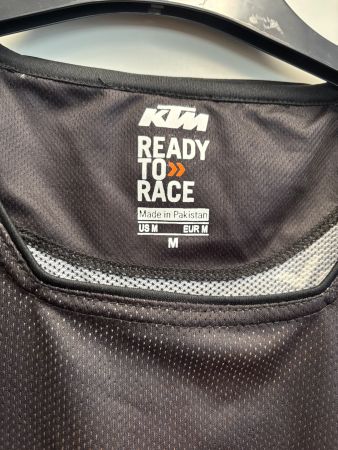 KTM
READY
TO»
RACE
Made in Pakistan
US M EUR M
M